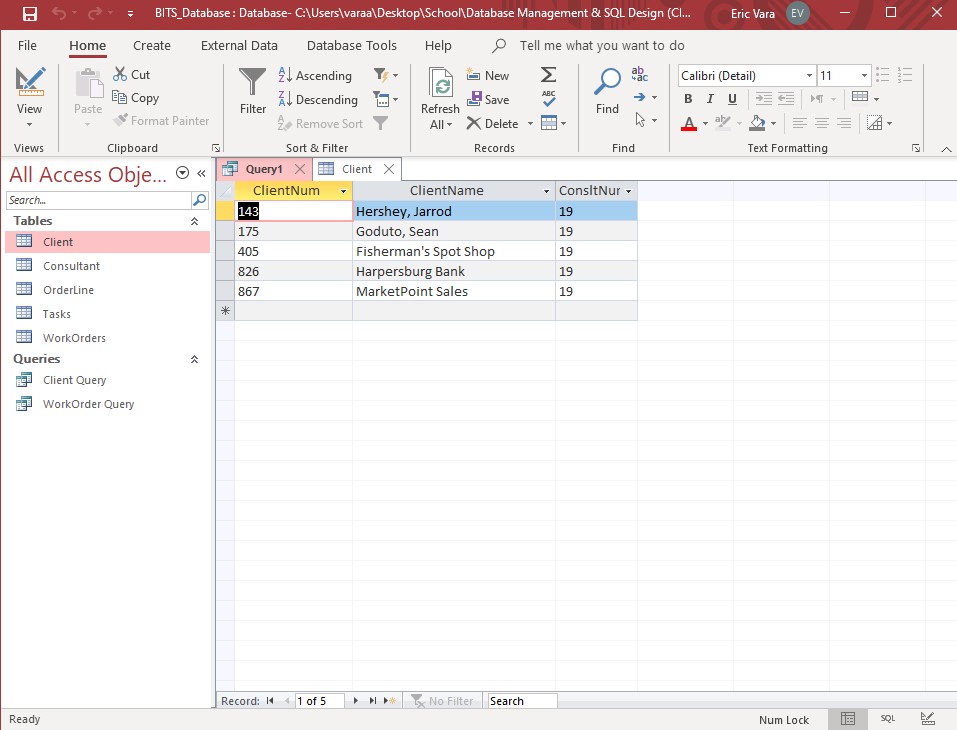 BITS_Database : Database- C:\Users\varaa\Desktop\School\Database Management & SQL Design (Cl... Eric Vara EV
File Home Create External Data Database Tools Help Tell me what you want to do
View
Views
Paste
Cut
Copy
Format Painter
Clipboard
Filter
Ascending
Descending
Remove Sort
Sort & Filter
Refresh
All
New
Save
Delete
Σ
ABC
Records
Find
ab
ac
Find
Calibri (Detail) 11
B I U
A ab
Text Formatting
All Access Obje... «
Search...
Tables
Client
Consultant
OrderLine
Tasks
WorkOrders
Queries
Client Query
WorkOrder Query
Query1 Client
ClientNum ClientName ConsltNur
143 Hershey, Jarrod 19
175 Goduto, Sean 19
405 Fisherman's Spot Shop 19
826 Harpersburg Bank 19
867 MarketPoint Sales 19
Record: 1 of 5 No Filter Search
Ready Num Lock SQL